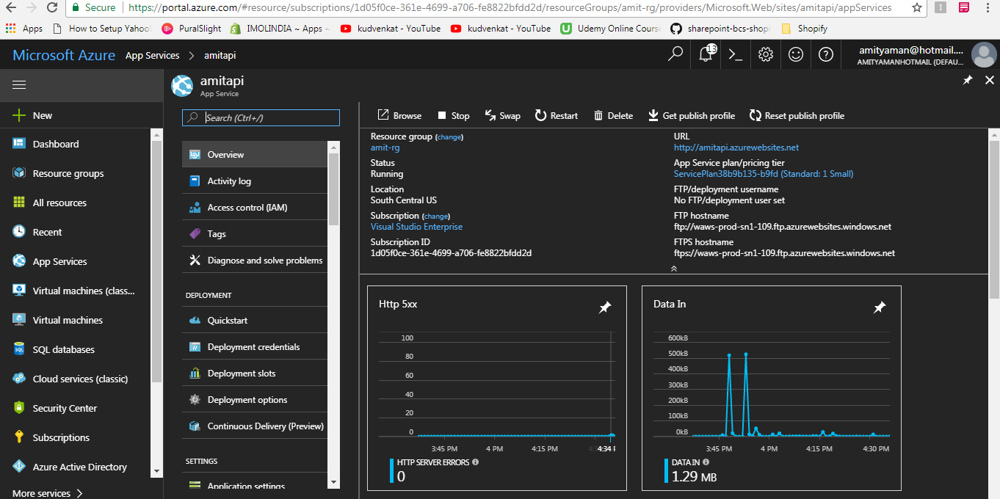 Secure https://portal.azure.com/#resource/subscriptions/1d05f0ce-361e-4699-a706-fe8822bfdd2d/resourceGroups/amit-rg/providers/Microsoft.Web/sites/amitapi/appServices
Apps How to Setup Yahoo PuralSlight IMOLINDIA ~ Apps kudvenkat - YouTube kudvenkat - YouTube Udemy Online Course sharepoint-bcs-shop Shopify
Microsoft Azure App Services > amitapi 13 amityaman@hotmail....
AMITYAMANHOTMAIL (DEFAU...
amitapi
App Service
New
Dashboard
Resource groups
All resources
Recent
App Services
Virtual machines (class...
Virtual machines
SQL databases
Cloud services (classic)
Security Center
Subscriptions
Azure Active Directory
More services >
Search (Ctrl+/)
Overview
Activity log
Access control (IAM)
Tags
Diagnose and solve problems
DEPLOYMENT
Quickstart
Deployment credentials
Deployment slots
Deployment options
Continuous Delivery (Preview)
SETTINGS
Application settings
Browse Stop Swap Restart Delete Get publish profile Reset publish profile
Resource group (change)
amit-rg
Status
Running
Location
South Central US
Subscription (change)
Visual Studio Enterprise
Subscription ID
1d05f0ce-361e-4699-a706-fe8822bfdd2d
URL
http://amitapi.azurewebsites.net
App Service plan/pricing tier
ServicePlan38b9b135-b9fd (Standard: 1 Small)
FTP/deployment username
No FTP/deployment user set
FTP hostname
ftp://waws-prod-sn1-109.ftp.azurewebsites.windows.net
FTPS hostname
ftps://waws-prod-sn1-109.ftp.azurewebsites.windows.net
Http 5xx
100
80
60
40
20
0
3:45 PM 4 PM 4:15 PM 4:34
HTTP SERVER ERRORS
0
Data In
600kB
500kB
400kB
300kB
200kB
100kB
0kB
3:45 PM 4 PM 4:15 PM 4:30 PM
DATA IN
1.29 MB